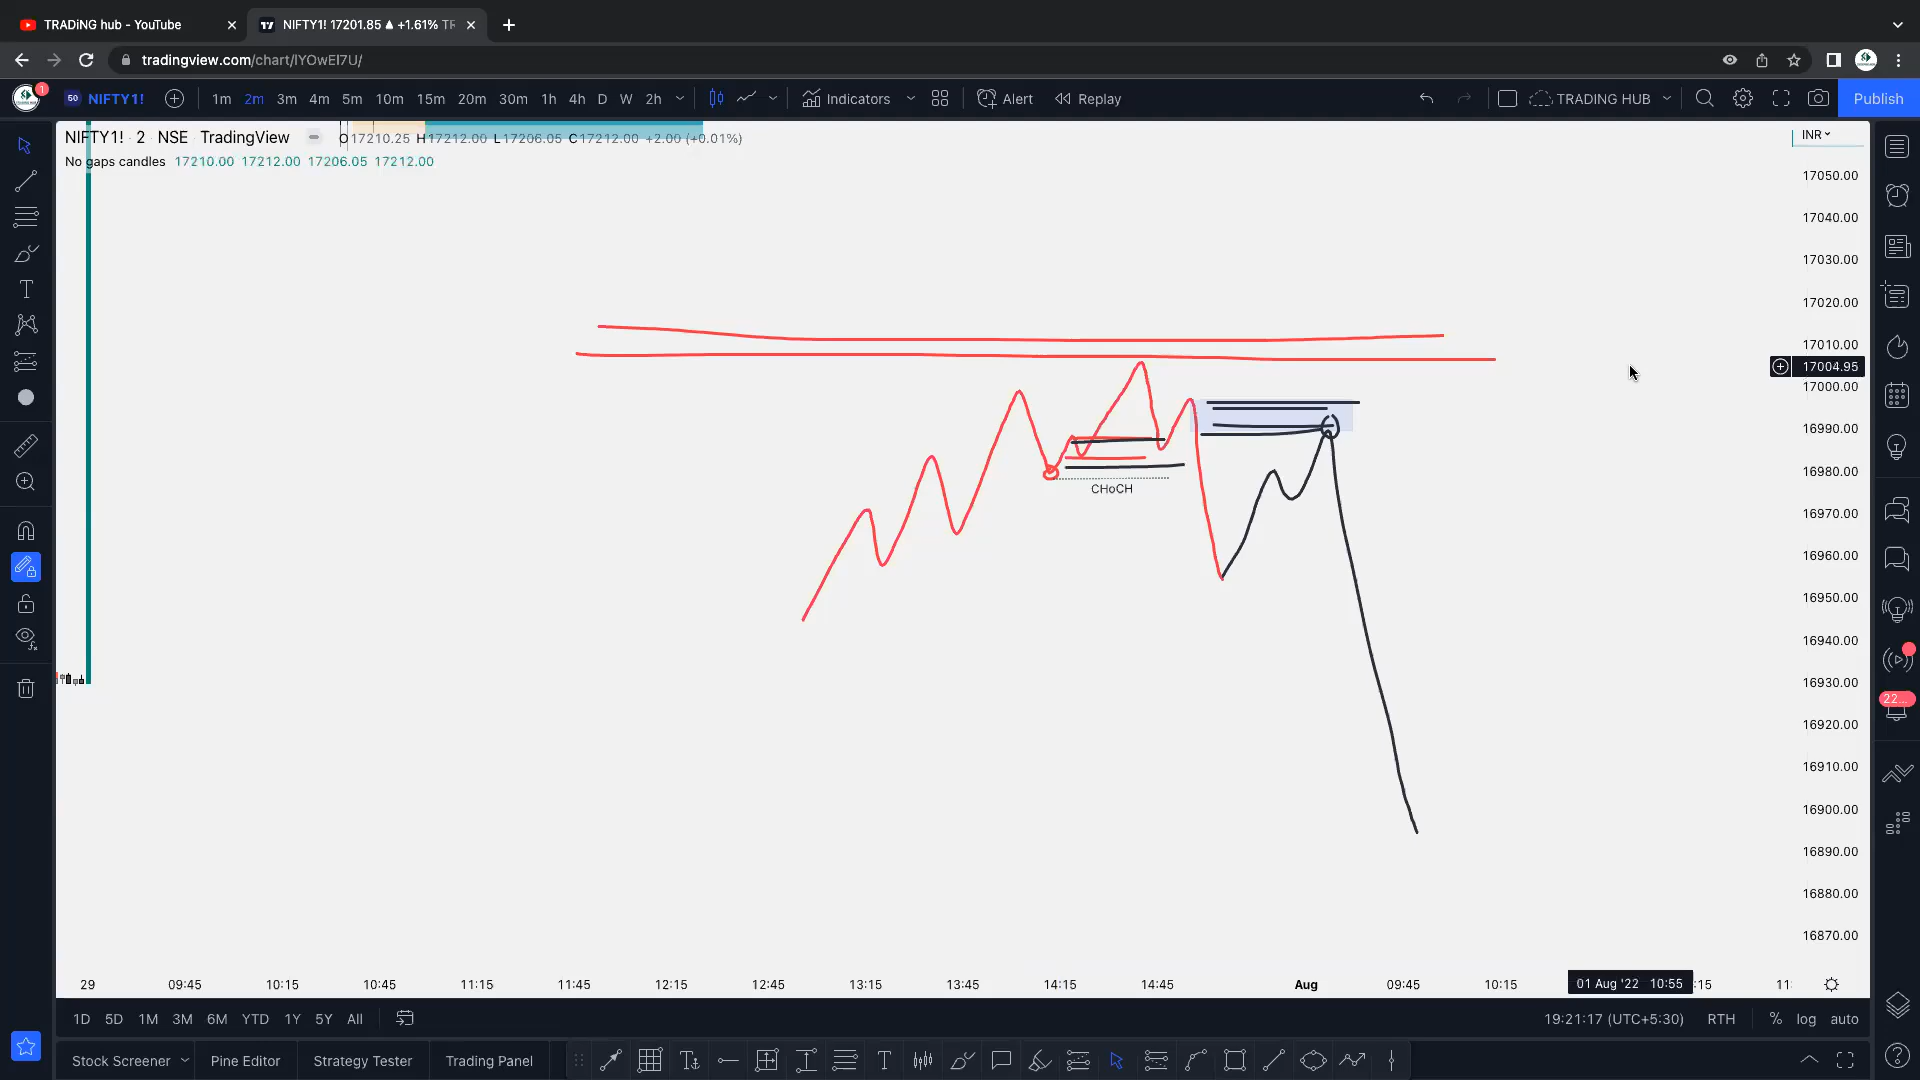 TRADiNG hub - YouTube
NIFTY1! 17201.85 ▲ +1.61% TR
tradingview.com/chart/lYOwEl7U/
1 50 NIFTY1! 1m 2m 3m 4m 5m 10m 15m 20m 30m 1h 4h D W 2h Indicators Alert Replay TRADING HUB Publish
NIFTY1! · 2 · NSE · TradingView O17210.25 H17212.00 L17206.05 C17212.00 +2.00 (+0.01%)
No gaps candles 17210.00 17212.00 17206.05 17212.00
INR
17050.00
17040.00
17030.00
17020.00
17010.00
17004.95
17000.00
16990.00
16980.00
CHoCH
16970.00
16960.00
16950.00
16940.00
16930.00
22...
16920.00
16910.00
16900.00
16890.00
16880.00
16870.00
29 09:45 10:15 10:45 11:15 11:45 12:15 12:45 13:15 13:45 14:15 14:45 Aug 09:45 10:15 01 Aug '22 10:55 :15 11:
1D 5D 1M 3M 6M YTD 1Y 5Y All 19:21:17 (UTC+5:30) RTH % log auto
Stock Screener Pine Editor Strategy Tester Trading Panel